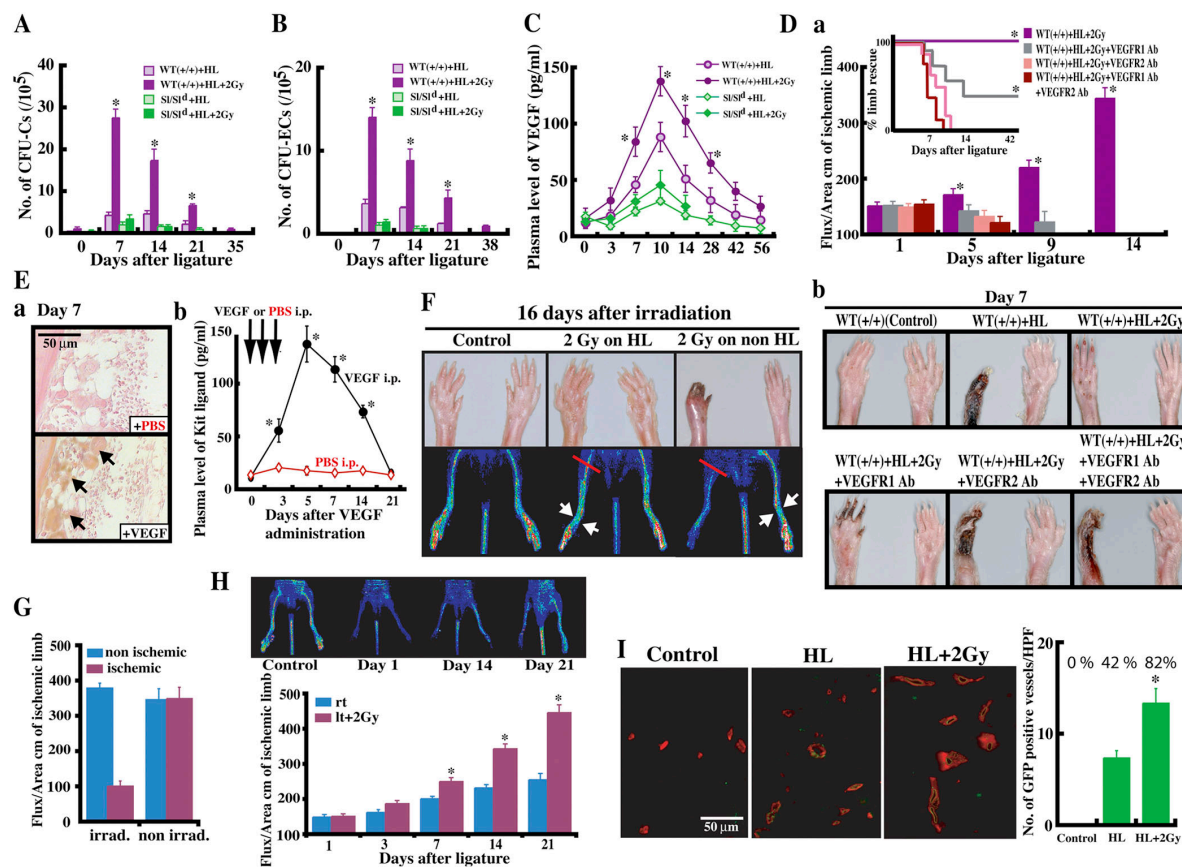 A
No. of CFU-Cs (/10⁵)
40
30
20
10
0
WT(+/+)+HL
WT(+/+)+HL+2Gy
Sl/Slᵈ +HL
Sl/Slᵈ+HL+2Gy
*
*
*
0 7 14 21 35
Days after ligature
B
No. of CFU-ECs (/10⁵)
20
10
0
WT(+/+)+HL
WT(+/+)+HL+2Gy
Sl/Slᵈ +HL
Sl/Slᵈ+HL+2Gy
*
*
*
0 7 14 21 38
Days after ligature
C
Plasma level of VEGF (pg/ml)
200
150
100
50
0
WT(+/+)+HL
WT(+/+)+HL+2Gy
Sl/Slᵈ +HL
Sl/Slᵈ +HL+2Gy
*
*
*
*
0 3 7 10 14 28 42 56
Days after ligature
D
a
Flux/Area cm of ischemic limb
400
300
200
100
% limb rescue
100
*
*
7 14 42
Days after ligature
WT(+/+)+HL+2Gy
WT(+/+)+HL+2Gy+VEGFR1 Ab
WT(+/+)+HL+2Gy+VEGFR2 Ab
WT(+/+)+HL+2Gy+VEGFR1 Ab
+VEGFR2 Ab
*
*
*
1 5 9 14
Days after ligature
b
Day 7
WT(+/+)(Control) WT(+/+)+HL WT(+/+)+HL+2Gy
WT(+/+)+HL+2Gy
+VEGFR1 Ab
WT(+/+)+HL+2Gy
+VEGFR2 Ab
WT(+/+)+HL+2Gy
+VEGFR1 Ab
+VEGFR2 Ab
E
a
Day 7
50 μm
+PBS
+VEGF
b
VEGF or PBS i.p.
Plasma level of Kit ligand (pg/ml)
150
100
50
0
*
*
*
*
VEGF i.p.
PBS i.p.
0 3 5 7 14 21
Days after VEGF
administration
F
16 days after irradiation
Control 2 Gy on HL 2 Gy on non HL
G
Flux/Area cm of ischemic limb
500
400
300
200
100
0
non ischemic
ischemic
irrad. non irrad.
H
Control Day 1 Day 14 Day 21
Flux/Area cm of ischemic limb
500
400
300
200
100
rt
lt+2Gy
*
*
*
1 3 7 14 21
Days after ligature
I
Control HL HL+2Gy
50 μm
No. of GFP positive vessels/HPF
20
10
0
0 % 42 % 82%
*
Control HL HL+2Gy